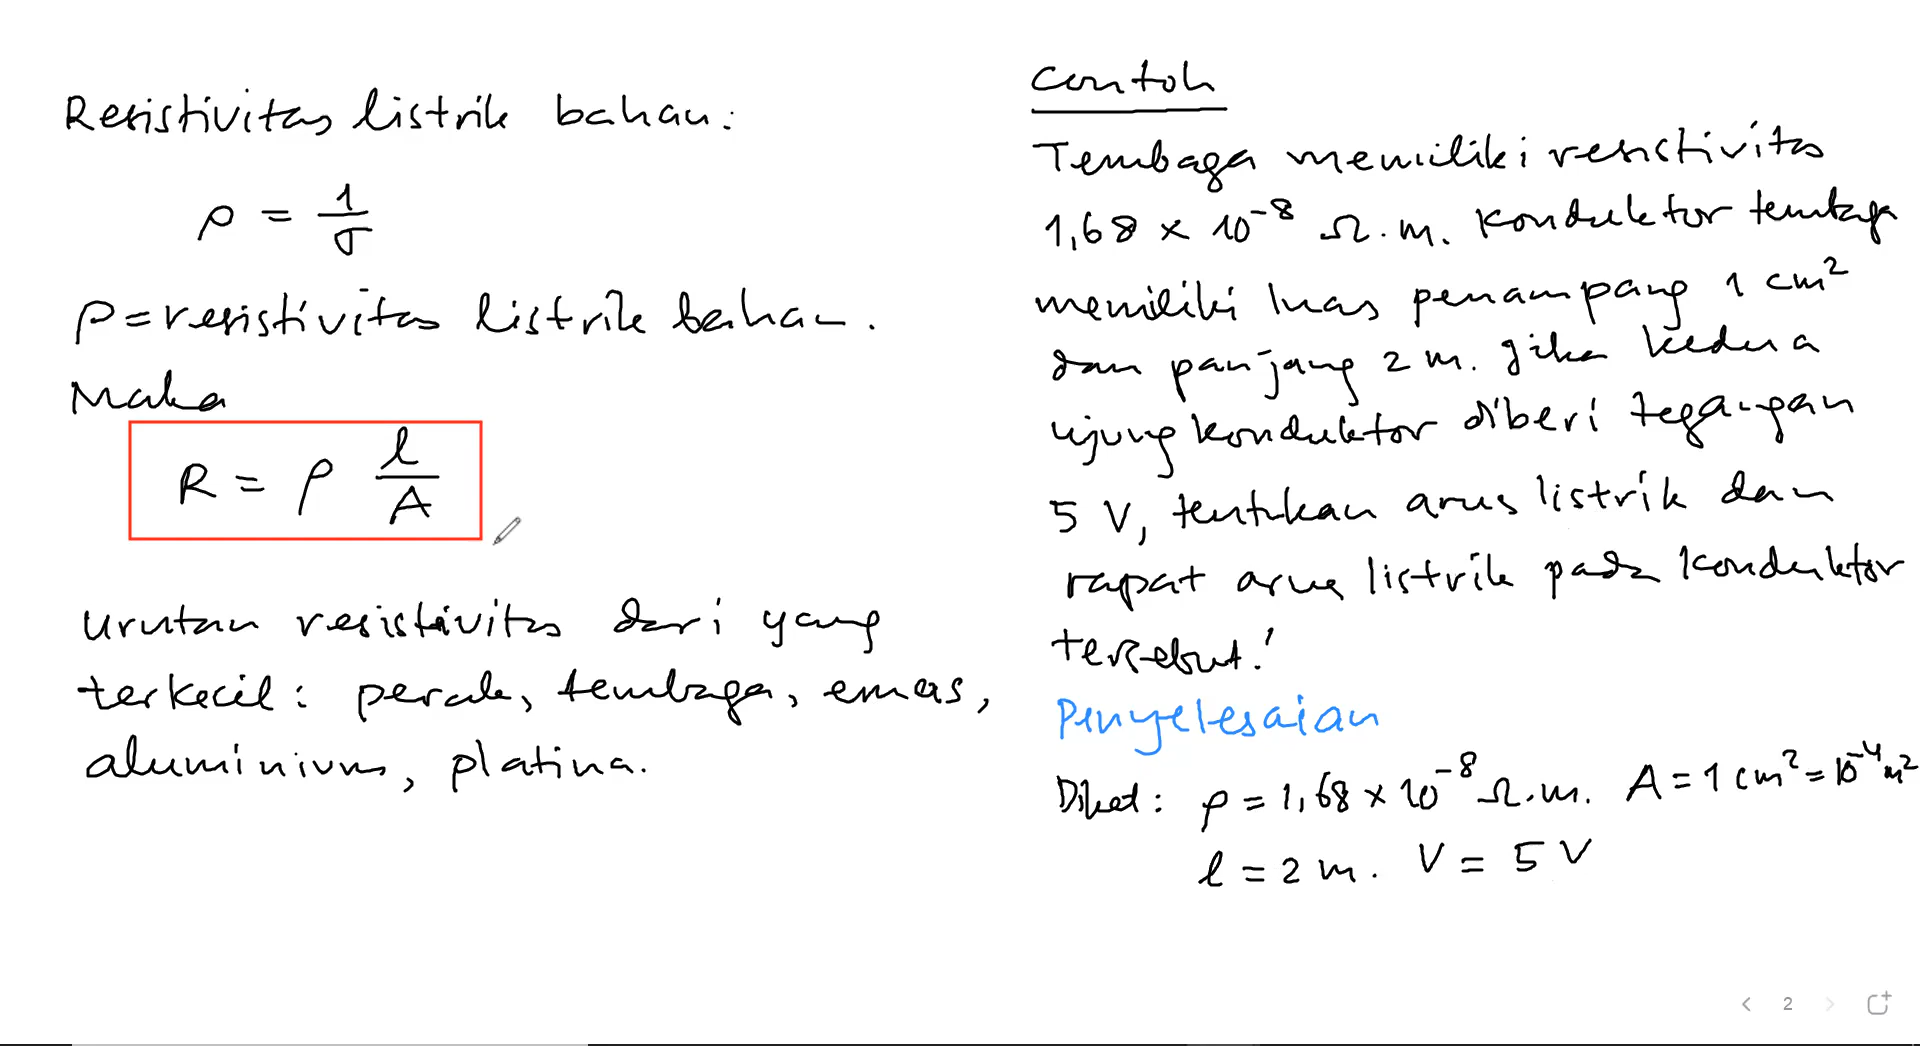 Resistivitas listrik bahan:
ρ = 1/σ
ρ = resistivitas listrik bahan.
Maka
R = ρ l/A
Urutan resistivitas dari yang
terkecil: perak, tembaga, emas,
aluminium, platina.
Contoh
Tembaga memiliki resistivitas
1,68 × 10⁻⁸ Ω.m. Konduktor tembaga
memiliki luas penampang 1 cm²
dan panjang 2 m. Jika kedua
ujung konduktor diberi tegangan
5 V, tentukan arus listrik dan
rapat arus listrik pada konduktor
tersebut!
Penyelesaian
Diket: ρ = 1,68 × 10⁻⁸ Ω.m. A = 1 cm² = 10⁻⁴ m²
l = 2 m. V = 5 V
2